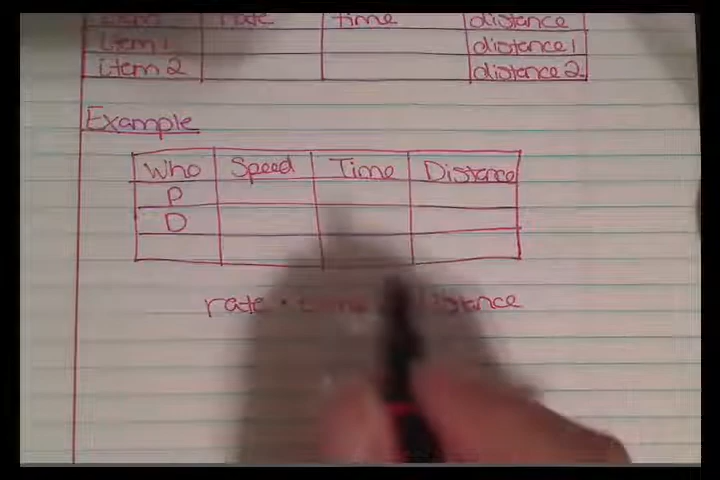 time distance
item 1 distance 1
item 2 distance 2
Example
Who Speed Time Distance
P
D
rate